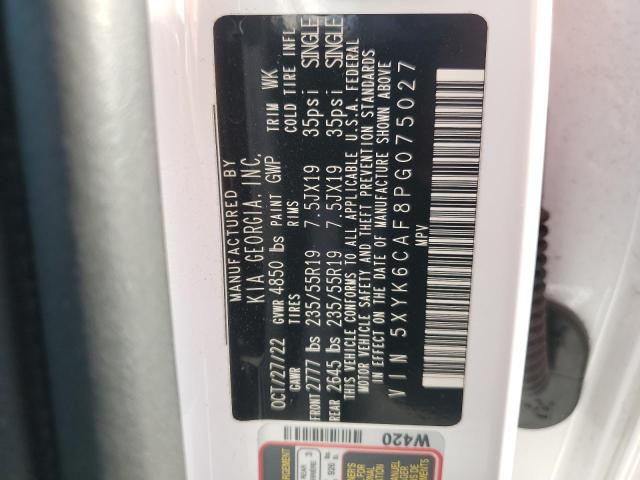 MANUFACTURED BY
KIA GEORGIA, INC.
OCT/27/22 GVWR 4850 lbs PAINT GWP TRIM WK
GAWR TIRES RIMS COLD TIRE INFL
FRONT 2777 lbs 235/55R19 7.5JX19 35psi SINGLE
REAR 2645 lbs 235/55R19 7.5JX19 35psi SINGLE
THIS VEHICLE CONFORMS TO ALL APPLICABLE U.S.A. FEDERAL
MOTOR VEHICLE SAFETY AND THEFT PREVENTION STANDARDS
IN EFFECT ON THE DATE OF MANUFACTURE SHOWN ABOVE
VIN 5XYK6CAF8PG075027
MPV
W420
REAR 3